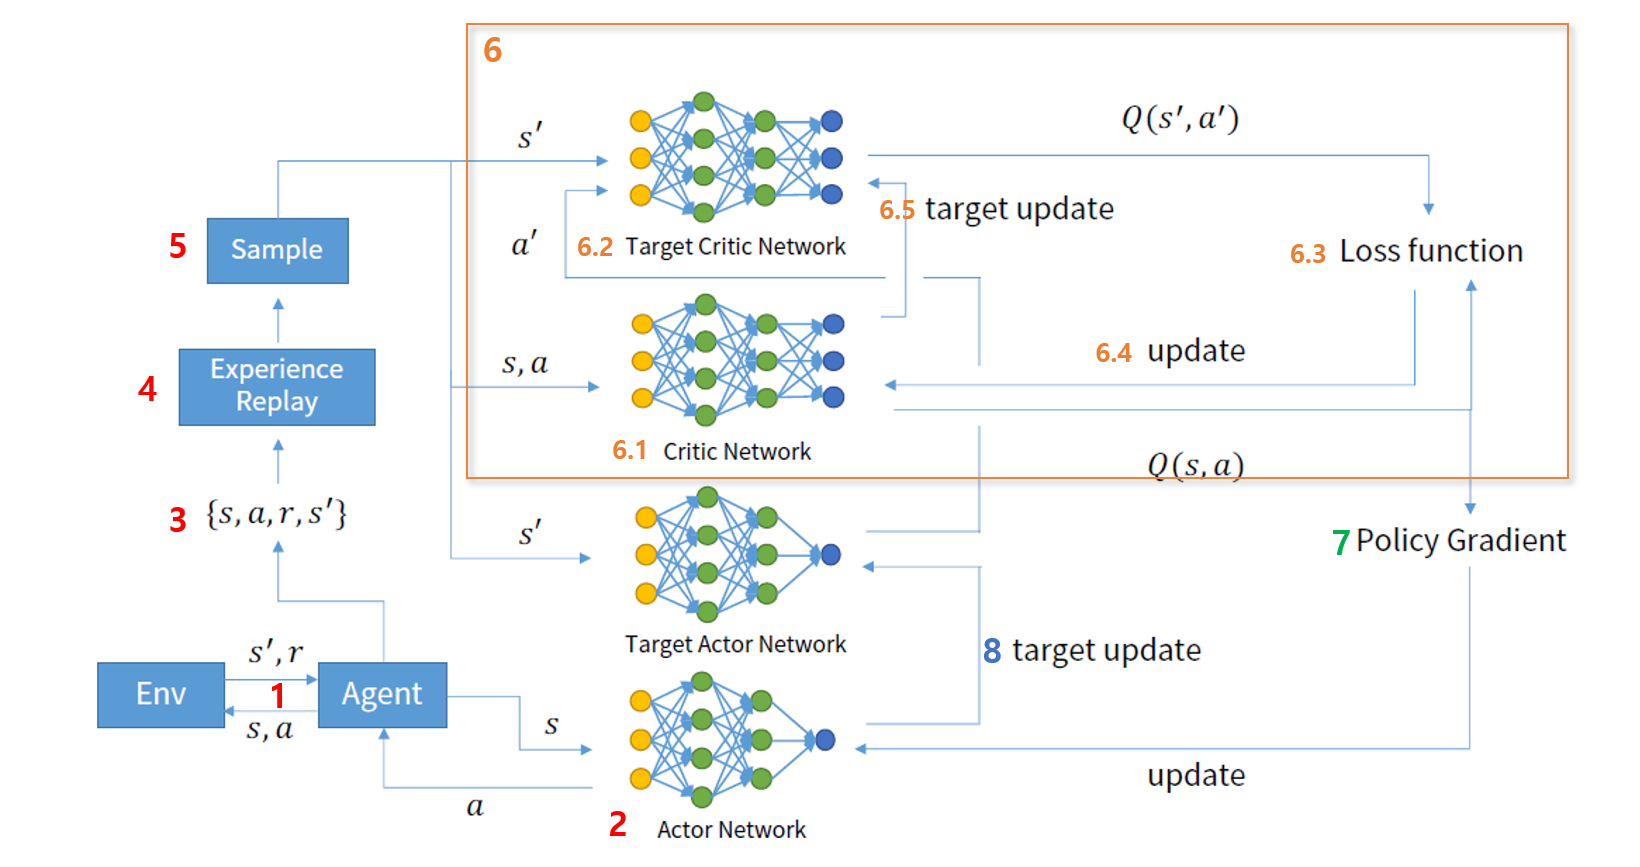 6
s′
Q(s′, a′)
6.5 target update
5 Sample
a′
6.2 Target Critic Network
6.3 Loss function
4 Experience
Replay
s, a
6.4 update
6.1 Critic Network
Q(s, a)
3 {s, a, r, s′}
s′
7 Policy Gradient
Target Actor Network
8 target update
s′, r
Env
1
Agent
s, a
s
a
update
2 Actor Network